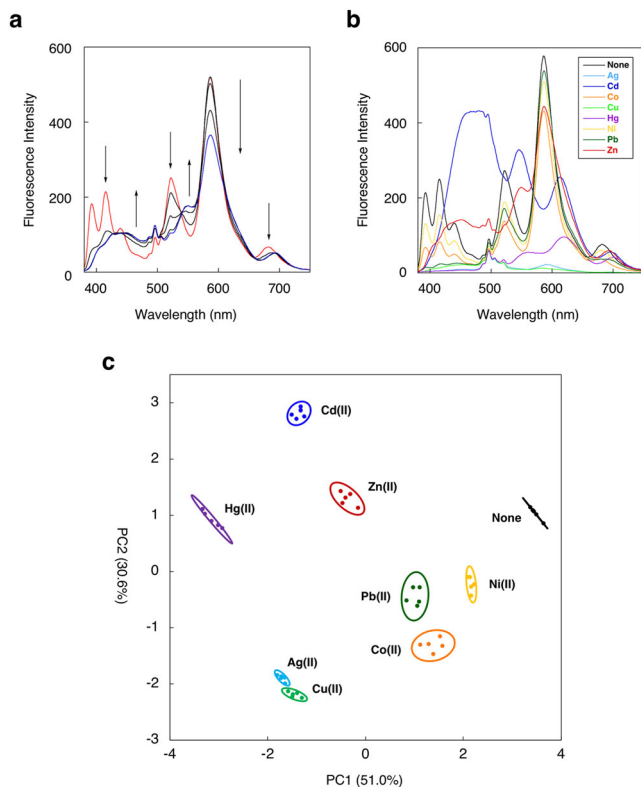 a
600
400
200
0
Fluorescence Intensity
400
500
600
700
Wavelength (nm)
b
600
400
200
0
Fluorescence Intensity
400
500
600
700
Wavelength (nm)
None
Ag
Cd
Co
Cu
Hg
Ni
Pb
Zn
c
3
2
1
0
-1
-2
-3
PC2 (30.6%)
Cd(II)
Zn(II)
Hg(II)
None
Pb(II)
Ni(II)
Co(II)
Ag(II)
Cu(II)
-4
-2
0
2
4
PC1 (51.0%)